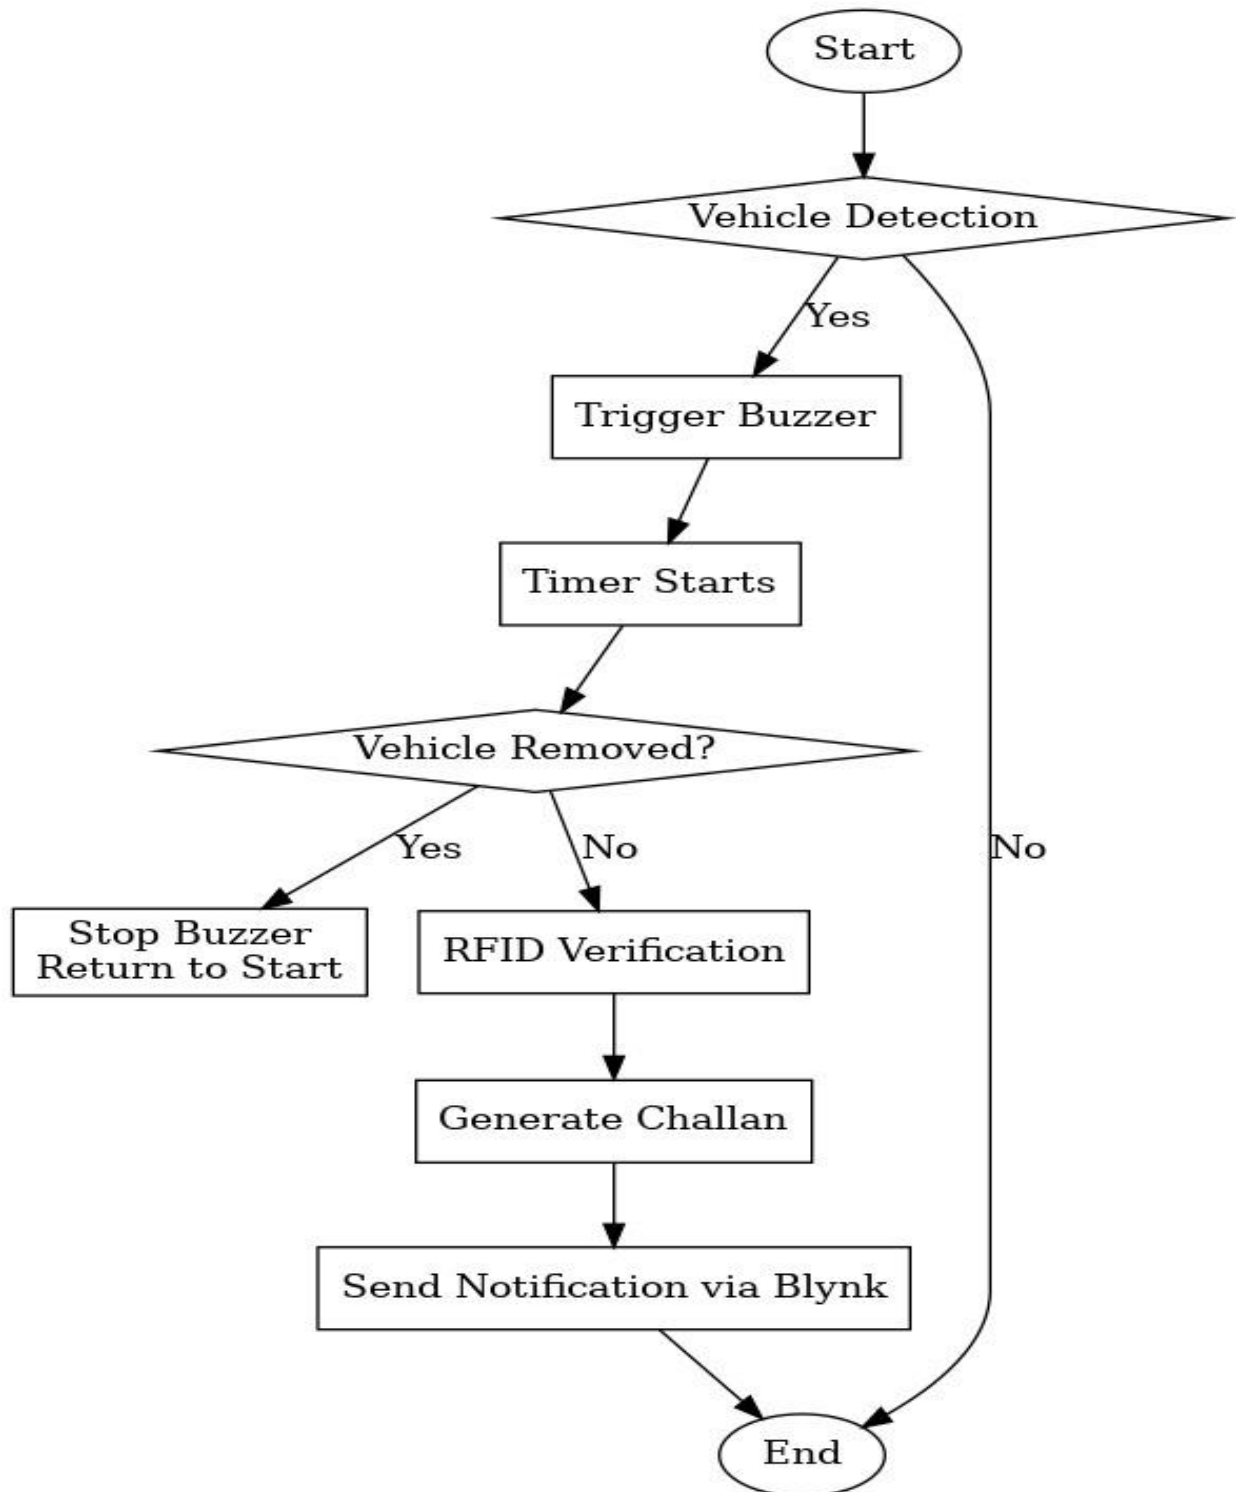 Start
Vehicle Detection
Yes
Trigger Buzzer
Timer Starts
Vehicle Removed?
Yes
No
No
Stop Buzzer
Return to Start
RFID Verification
Generate Challan
Send Notification via Blynk
End